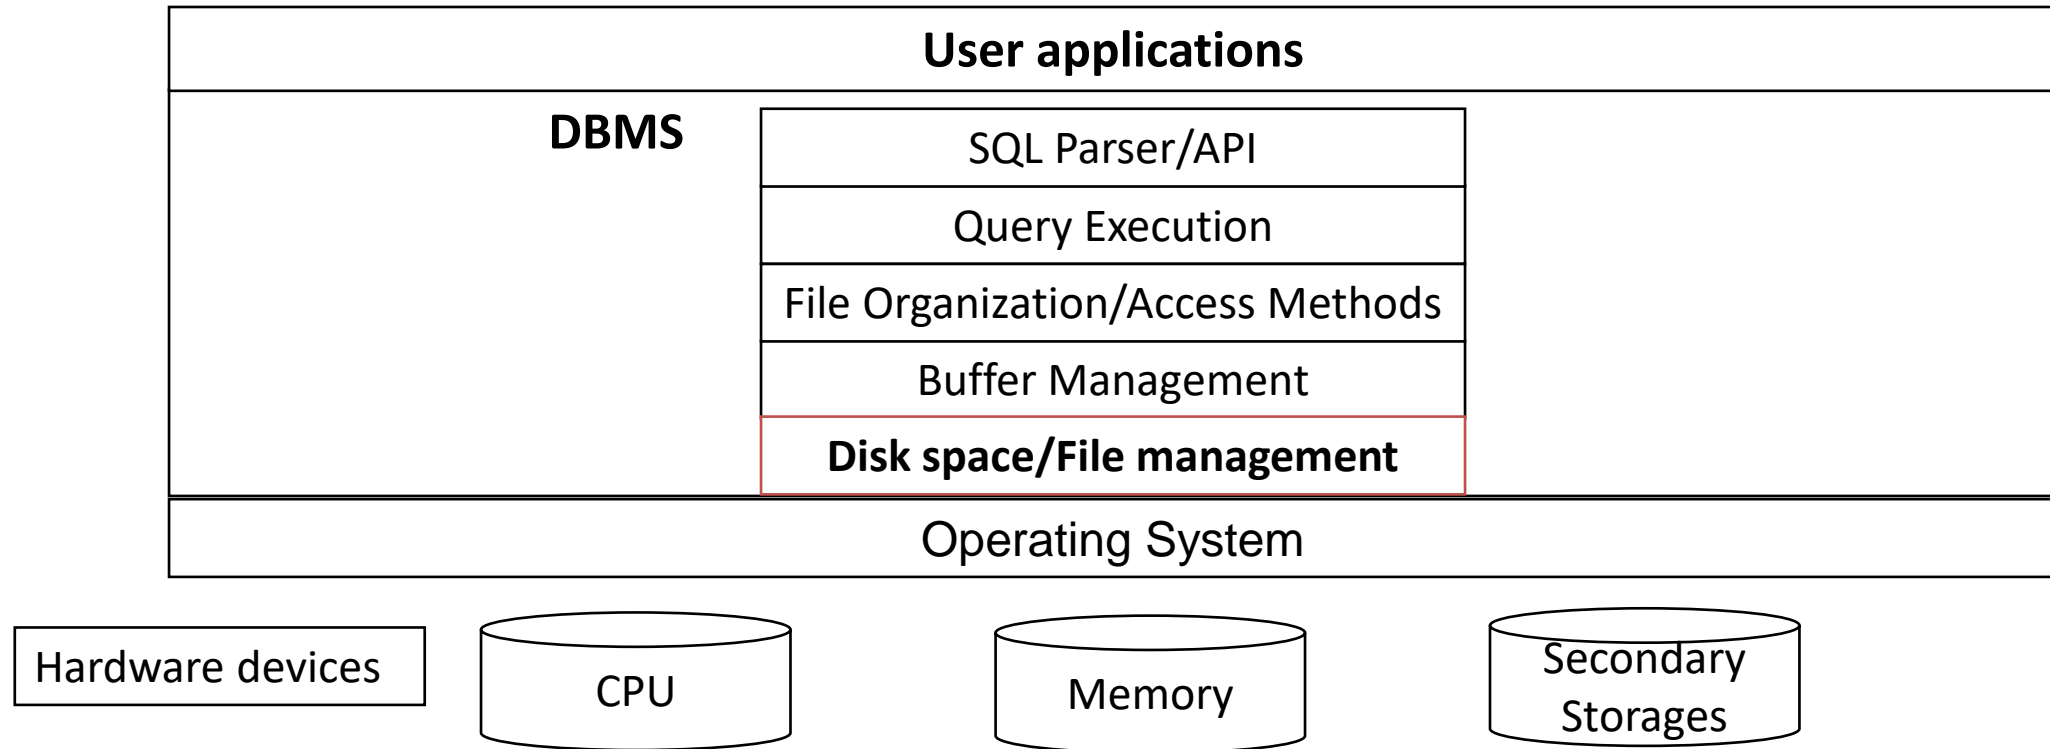 User applications
DBMS
SQL Parser/API
Query Execution
File Organization/Access Methods
Buffer Management
Disk space/File management
Operating System
Hardware devices
CPU
Memory
Secondary
Storages